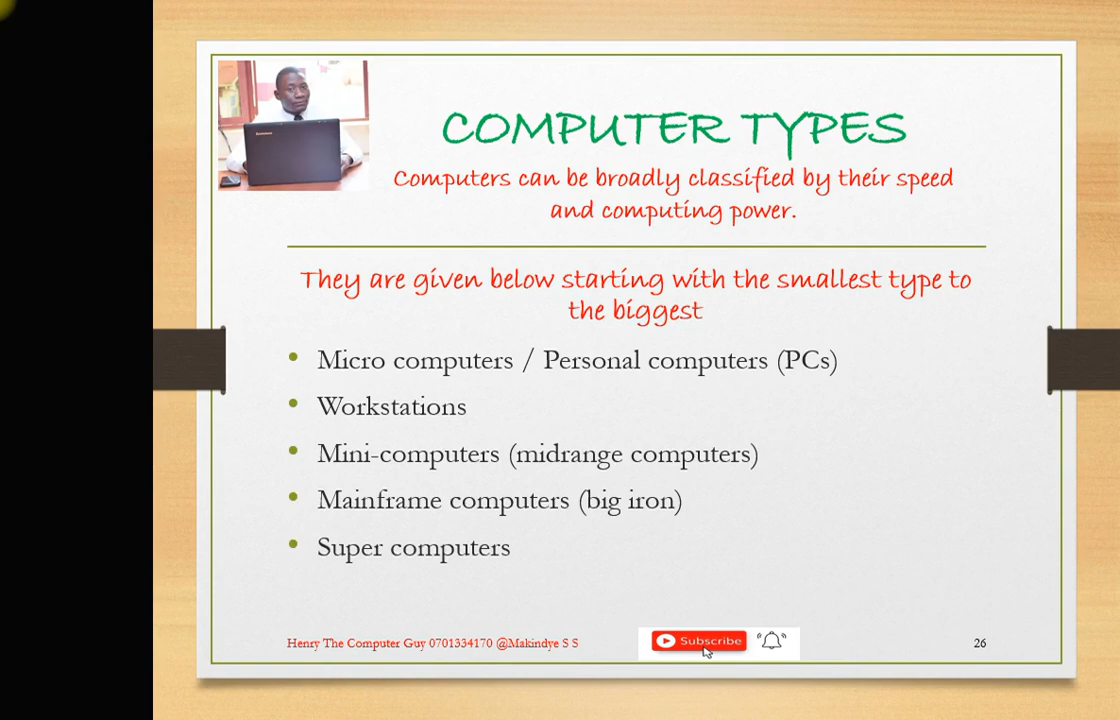 COMPUTER TYPES
Computers can be broadly classified by their speed
and computing power.
They are given below starting with the smallest type to
the biggest
• Micro computers / Personal computers (PCs)
• Workstations
• Mini-computers (midrange computers)
• Mainframe computers (big iron)
• Super computers
Henry The Computer Guy 0701334170 @Makindye S S
Subscribe
26